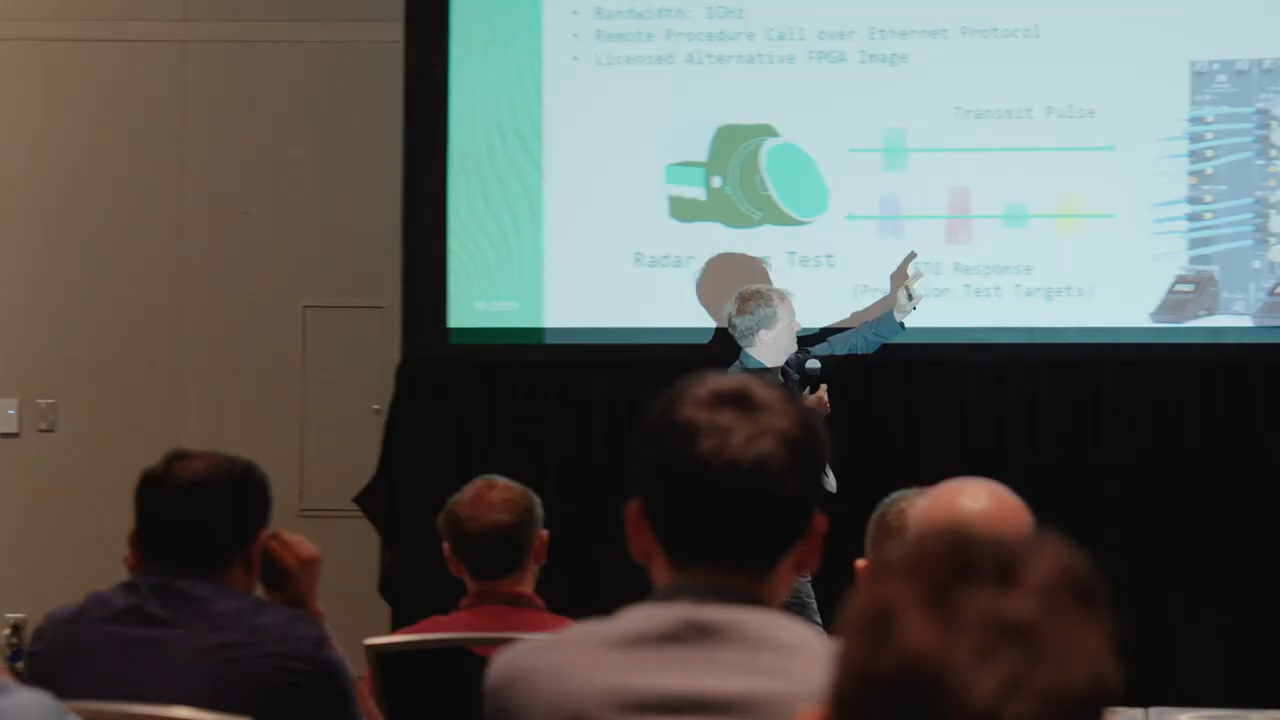 • Bandwidth: 1GHz
• Remote Procedure Call over Ethernet Protocol
• Licensed Alternative FPGA Image
Transmit Pulse
Radar Test
Response
(Precision Test Targets)